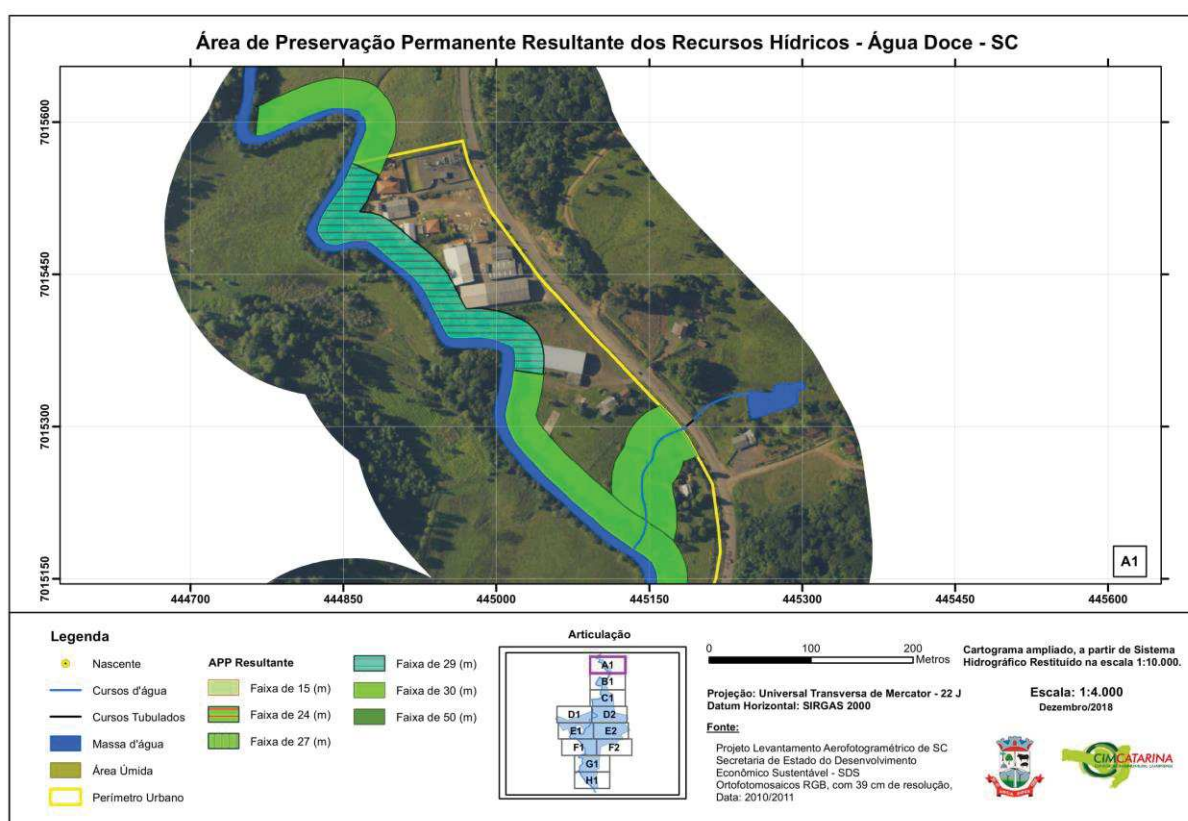 Área de Preservação Permanente Resultante dos Recursos Hídricos - Água Doce - SC
7015600
7015450
7015300
7015150
444700
444850
445000
445150
445300
445450
445600
A1
Legenda
Nascente
Cursos d'água
Cursos Tubulados
Massa d'água
Área Úmida
Perímetro Urbano
APP Resultante
Faixa de 15 (m)
Faixa de 24 (m)
Faixa de 27 (m)
Faixa de 29 (m)
Faixa de 30 (m)
Faixa de 50 (m)
Articulação
A1
B1
C1
D1
D2
E1
E2
F1
F2
G1
H1
0
100
200
Metros
Projeção: Universal Transversa de Mercator - 22 J
Datum Horizontal: SIRGAS 2000
Fonte:
Projeto Levantamento Aerofotogramétrico de SC
Secretaria de Estado do Desenvolvimento
Econômico Sustentável - SDS
Ortofotomosaicos RGB, com 39 cm de resolução,
Data: 2010/2011
Cartograma ampliado, a partir de Sistema
Hidrográfico Restituído na escala 1:10.000.
Escala: 1:4.000
Dezembro/2018
CIMCATARINA